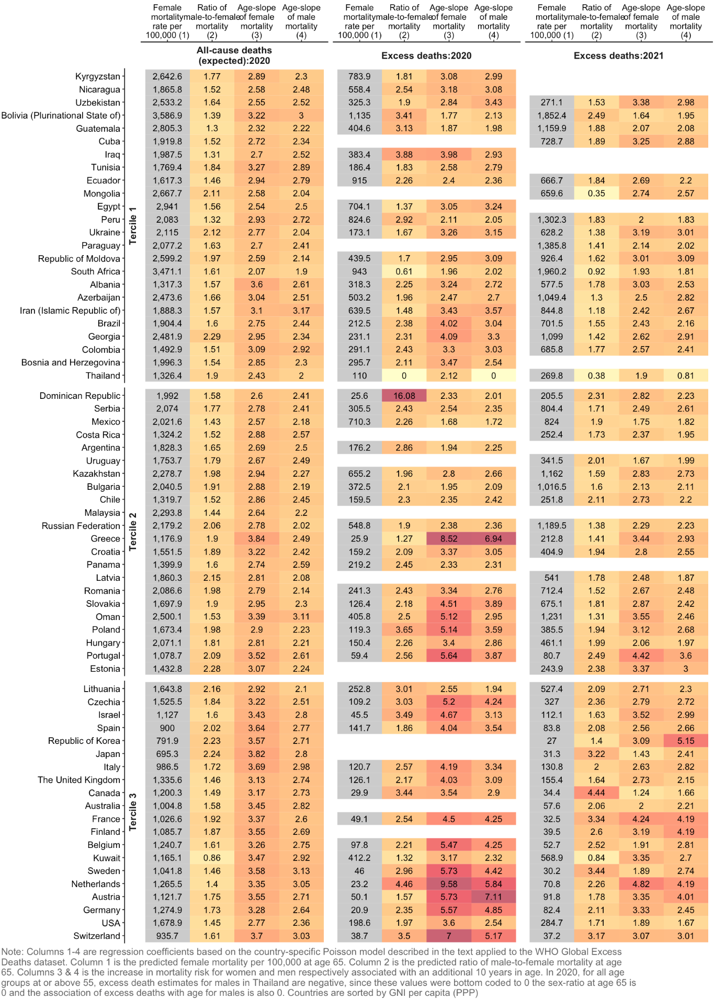 Female Ratio of Age-slope Age-slope Female Ratio of Age-slope Age-slope Female Ratio of Age-slope Age-slope
mortality male-to-female of female of male mortality male-to-female of female of male mortality male-to-female of female of male
rate per mortality mortality mortality rate per mortality mortality mortality rate per mortality mortality mortality
100,000 (1) (2) (3) (4) 100,000 (1) (2) (3) (4) 100,000 (1) (2) (3) (4)
All-cause deaths
(expected):2020 Excess deaths:2020 Excess deaths:2021
Kyrgyzstan 2,642.6 1.77 2.89 2.3 783.9 1.81 3.08 2.99
Nicaragua 1,865.8 1.52 2.58 2.48 558.4 2.54 3.18 3.08
Uzbekistan 2,533.2 1.64 2.55 2.52 325.3 1.9 2.84 3.43 271.1 1.53 3.38 2.98
Bolivia (Plurinational State of) 3,586.9 1.39 3.22 3 1,135 3.41 1.77 2.13 1,852.4 2.49 1.64 1.95
Guatemala 2,805.3 1.3 2.32 2.22 404.6 3.13 1.87 1.98 1,159.9 1.88 2.07 2.08
Cuba 1,919.8 1.52 2.72 2.34 728.7 1.89 3.25 2.88
Iraq 1,987.5 1.31 2.7 2.52 383.4 3.88 3.98 2.93
Tunisia 1,769.4 1.84 3.27 2.89 186.4 1.83 2.58 2.79
Ecuador 1,617.3 1.46 2.94 2.79 915 2.26 2.4 2.36 666.7 1.84 2.69 2.2
Mongolia 2,667.7 2.11 2.58 2.04 659.6 0.35 2.74 2.57
Egypt 2,941 1.56 2.54 2.5 704.1 1.37 3.05 3.24
Peru 2,083 1.32 2.93 2.72 824.6 2.92 2.11 2.05 1,302.3 1.83 2 1.83
Tercile 1
Ukraine 2,115 2.12 2.77 2.04 173.1 1.67 3.26 3.15 628.2 1.38 3.19 3.01
Paraguay 2,077.2 1.63 2.7 2.41 1,385.8 1.41 2.14 2.02
Republic of Moldova 2,599.2 1.97 2.59 2.14 439.5 1.7 2.95 3.09 926.4 1.62 3.01 3.09
South Africa 3,471.1 1.61 2.07 1.9 943 0.61 1.96 2.02 1,960.2 0.92 1.93 1.81
Albania 1,317.3 1.57 3.6 2.61 318.3 2.25 3.24 2.72 577.5 1.78 3.03 2.53
Azerbaijan 2,473.6 1.66 3.04 2.51 503.2 1.96 2.47 2.7 1,049.4 1.3 2.5 2.82
Iran (Islamic Republic of) 1,888.3 1.57 3.1 3.17 639.5 1.48 3.43 3.57 844.8 1.18 2.42 2.67
Brazil 1,904.4 1.6 2.75 2.44 212.5 2.38 4.02 3.04 701.5 1.55 2.43 2.16
Georgia 2,481.9 2.29 2.95 2.34 231.1 2.31 4.09 3.3 1,099 1.42 2.62 2.91
Colombia 1,492.9 1.51 3.09 2.92 291.1 2.43 3.3 3.03 685.8 1.77 2.57 2.41
Bosnia and Herzegovina 1,996.3 1.54 2.85 2.3 295.7 2.11 3.47 2.54
Thailand 1,326.4 1.9 2.43 2 110 0 2.12 0 269.8 0.38 1.9 0.81
Dominican Republic 1,992 1.58 2.6 2.41 25.6 16.08 2.33 2.01 205.5 2.31 2.82 2.23
Serbia 2,074 1.77 2.78 2.41 305.5 2.43 2.54 2.35 804.4 1.71 2.49 2.61
Mexico 2,021.6 1.43 2.57 2.18 710.3 2.26 1.68 1.72 824 1.9 1.75 1.82
Costa Rica 1,324.2 1.52 2.88 2.57 252.4 1.73 2.37 1.95
Argentina 1,828.3 1.65 2.69 2.5 176.2 2.86 1.94 2.25
Uruguay 1,753.7 1.79 2.67 2.49 341.5 2.01 1.67 1.99
Kazakhstan 2,278.7 1.98 2.94 2.27 655.2 1.96 2.8 2.66 1,162 1.59 2.83 2.73
Bulgaria 2,040.5 1.91 2.88 2.19 372.5 2.1 1.95 2.09 1,016.5 1.6 2.13 2.11
Chile 1,319.7 1.52 2.86 2.45 159.5 2.3 2.35 2.42 251.8 2.11 2.73 2.2
Malaysia 2,293.8 1.44 2.64 2.2
Tercile 2
Russian Federation 2,179.2 2.06 2.78 2.02 548.8 1.9 2.38 2.36 1,189.5 1.38 2.29 2.23
Greece 1,176.9 1.9 3.84 2.49 25.9 1.27 8.52 6.94 212.8 1.41 3.44 2.93
Croatia 1,551.5 1.89 3.22 2.42 159.2 2.09 3.37 3.05 404.9 1.94 2.8 2.55
Panama 1,399.9 1.6 2.74 2.59 219.2 2.45 2.33 2.31
Latvia 1,860.3 2.15 2.81 2.08 541 1.78 2.48 1.87
Romania 2,086.6 1.98 2.79 2.14 241.3 2.43 3.34 2.76 712.4 1.52 2.67 2.48
Slovakia 1,697.9 1.9 2.95 2.3 126.4 2.18 4.51 3.89 675.1 1.81 2.87 2.42
Oman 2,500.1 1.53 3.39 3.11 405.8 2.5 5.12 2.95 1,231 1.31 3.55 2.46
Poland 1,673.4 1.98 2.9 2.23 119.3 3.65 5.14 3.59 385.5 1.94 3.12 2.68
Hungary 2,071.1 1.81 2.81 2.21 150.4 2.26 3.4 2.86 461.1 1.99 2.06 1.97
Portugal 1,078.7 2.09 3.52 2.61 59.4 2.56 5.64 3.87 80.7 2.49 4.42 3.6
Estonia 1,432.8 2.28 3.07 2.24 243.9 2.38 3.37 3
Lithuania 1,643.8 2.16 2.92 2.1 252.8 3.01 2.55 1.94 527.4 2.09 2.71 2.3
Czechia 1,525.5 1.84 3.22 2.51 109.2 3.03 5.2 4.24 327 2.36 2.79 2.72
Israel 1,127 1.6 3.43 2.8 45.5 3.49 4.67 3.13 112.1 1.63 3.52 2.99
Spain 900 2.02 3.64 2.77 141.7 1.86 4.04 3.54 83.8 2.08 2.56 2.66
Republic of Korea 791.9 2.23 3.57 2.71 27 1.4 3.09 5.15
Japan 695.3 2.24 3.82 2.8 31.3 3.22 1.43 2.41
Italy 986.5 1.72 3.69 2.98 120.7 2.57 4.19 3.34 130.8 2 2.63 2.82
The United Kingdom 1,335.6 1.46 3.13 2.74 126.1 2.17 4.03 3.09 155.4 1.64 2.73 2.15
Canada 1,200.3 1.49 3.17 2.73 29.9 3.44 3.54 2.9 34.4 4.44 1.24 1.66
Australia 1,004.8 1.58 3.45 2.82 57.6 2.06 2 2.21
Tercile 3
France 1,026.6 1.92 3.37 2.6 49.1 2.54 4.5 4.25 32.5 3.34 4.24 4.19
Finland 1,085.7 1.87 3.55 2.69 39.5 2.6 3.19 4.19
Belgium 1,240.7 1.61 3.26 2.75 97.8 2.21 5.47 4.25 52.7 2.52 1.91 2.81
Kuwait 1,165.1 0.86 3.47 2.92 412.2 1.32 3.17 2.32 568.9 0.84 3.35 2.7
Sweden 1,041.8 1.46 3.58 3.13 46 2.96 5.73 4.42 30.2 3.44 1.89 2.74
Netherlands 1,265.5 1.4 3.35 3.05 23.2 4.46 9.58 5.84 70.8 2.26 4.82 4.19
Austria 1,121.7 1.75 3.55 2.71 50.1 1.57 5.73 7.11 91.8 1.78 3.35 4.01
Germany 1,274.9 1.73 3.28 2.64 20.9 2.35 5.57 4.85 82.4 2.11 3.33 2.45
USA 1,678.9 1.45 2.77 2.36 198.6 1.97 3.6 2.54 284.7 1.71 1.89 1.67
Switzerland 935.7 1.61 3.7 3.03 38.7 3.5 7 5.17 37.2 3.17 3.07 3.01
Note: Columns 1-4 are regression coefficients based on the country-specific Poisson model described in the text applied to the WHO Global Excess
Deaths dataset. Column 1 is the predicted female mortality per 100,000 at age 65. Column 2 is the predicted ratio of male-to-female mortality at age
65. Columns 3 & 4 is the increase in mortality risk for women and men respectively associated with an additional 10 years in age. In 2020, for all age
groups at or above 55, excess death estimates for males in Thailand are negative, since these values were bottom coded to 0 the sex-ratio at age 65 is
0 and the association of excess deaths with age for males is also 0. Countries are sorted by GNI per capita (PPP)